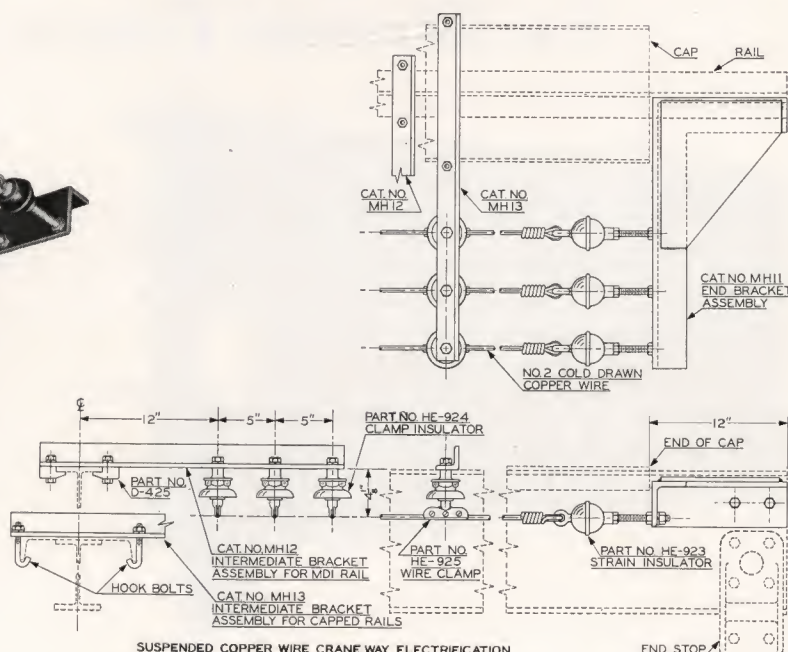 CAP
RAIL
CAT. NO.
MH12
CAT. NO.
MH13
CAT. NO. MH11
END BRACKET
ASSEMBLY
NO. 2 COLD DRAWN
COPPER WIRE
℄
12"
5"
5"
PART NO. HE-924
CLAMP INSULATOR
12"
END OF CAP
PART NO.
D-425
CAT. NO. MH12
INTERMEDIATE BRACKET
ASSEMBLY FOR MD1 RAIL
PART NO.
HE-925
WIRE CLAMP
PART NO. HE-923
STRAIN INSULATOR
HOOK BOLTS
CAT. NO. MH13
INTERMEDIATE BRACKET
ASSEMBLY FOR CAPPED RAILS
SUSPENDED COPPER WIRE CRANE WAY ELECTRIFICATION
END STOP